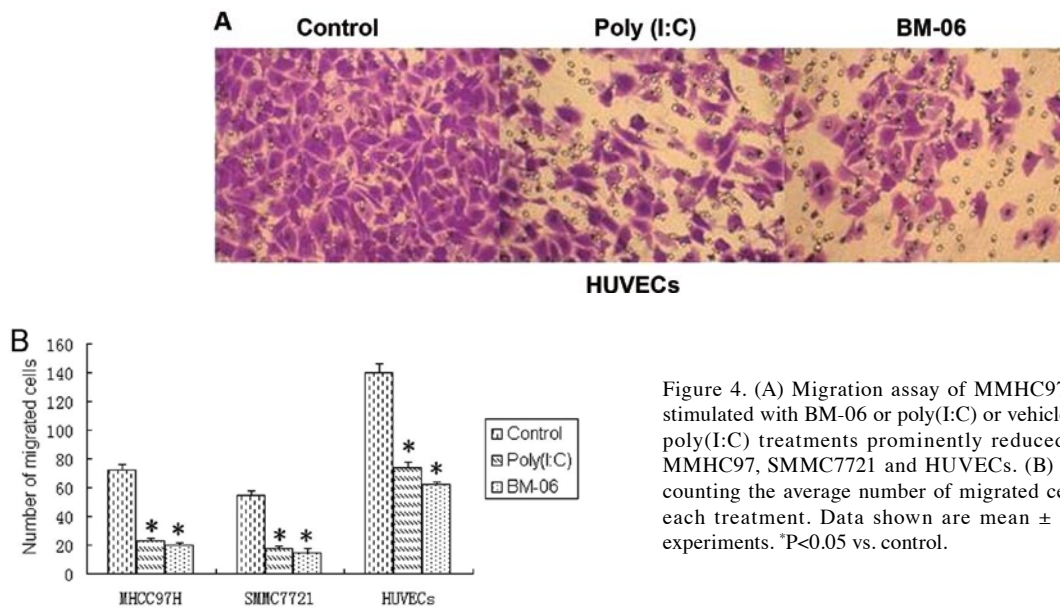 A
Control Poly (I:C) BM-06
HUVECs
B
160
140
120
100
80
60
40
20
0
Number of migrated cells
* *
* *
* *
MHCC97H SMMC7721 HUVECs
Control
Poly(I:C)
BM-06
Figure 4. (A) Migration assay of MMHC97
stimulated with BM-06 or poly(I:C) or vehicle
poly(I:C) treatments prominently reduced
MMHC97, SMMC7721 and HUVECs. (B)
counting the average number of migrated ce
each treatment. Data shown are mean ±
experiments. *P<0.05 vs. control.